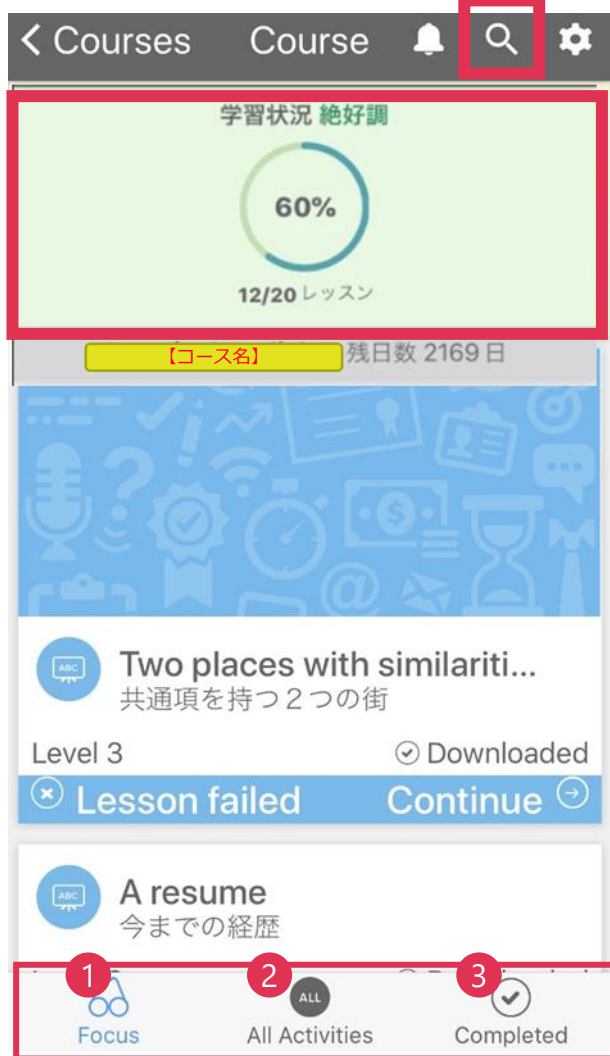 Courses Course
学習状況 絶好調
60%
12/20 レッスン
【コース名】 残日数 2169 日
ABC Two places with similariti...
共通項を持つ２つの街
Level 3 Downloaded
Lesson failed Continue
ABC A resume
今までの経歴
1 2 3
ALL
Focus All Activities Completed